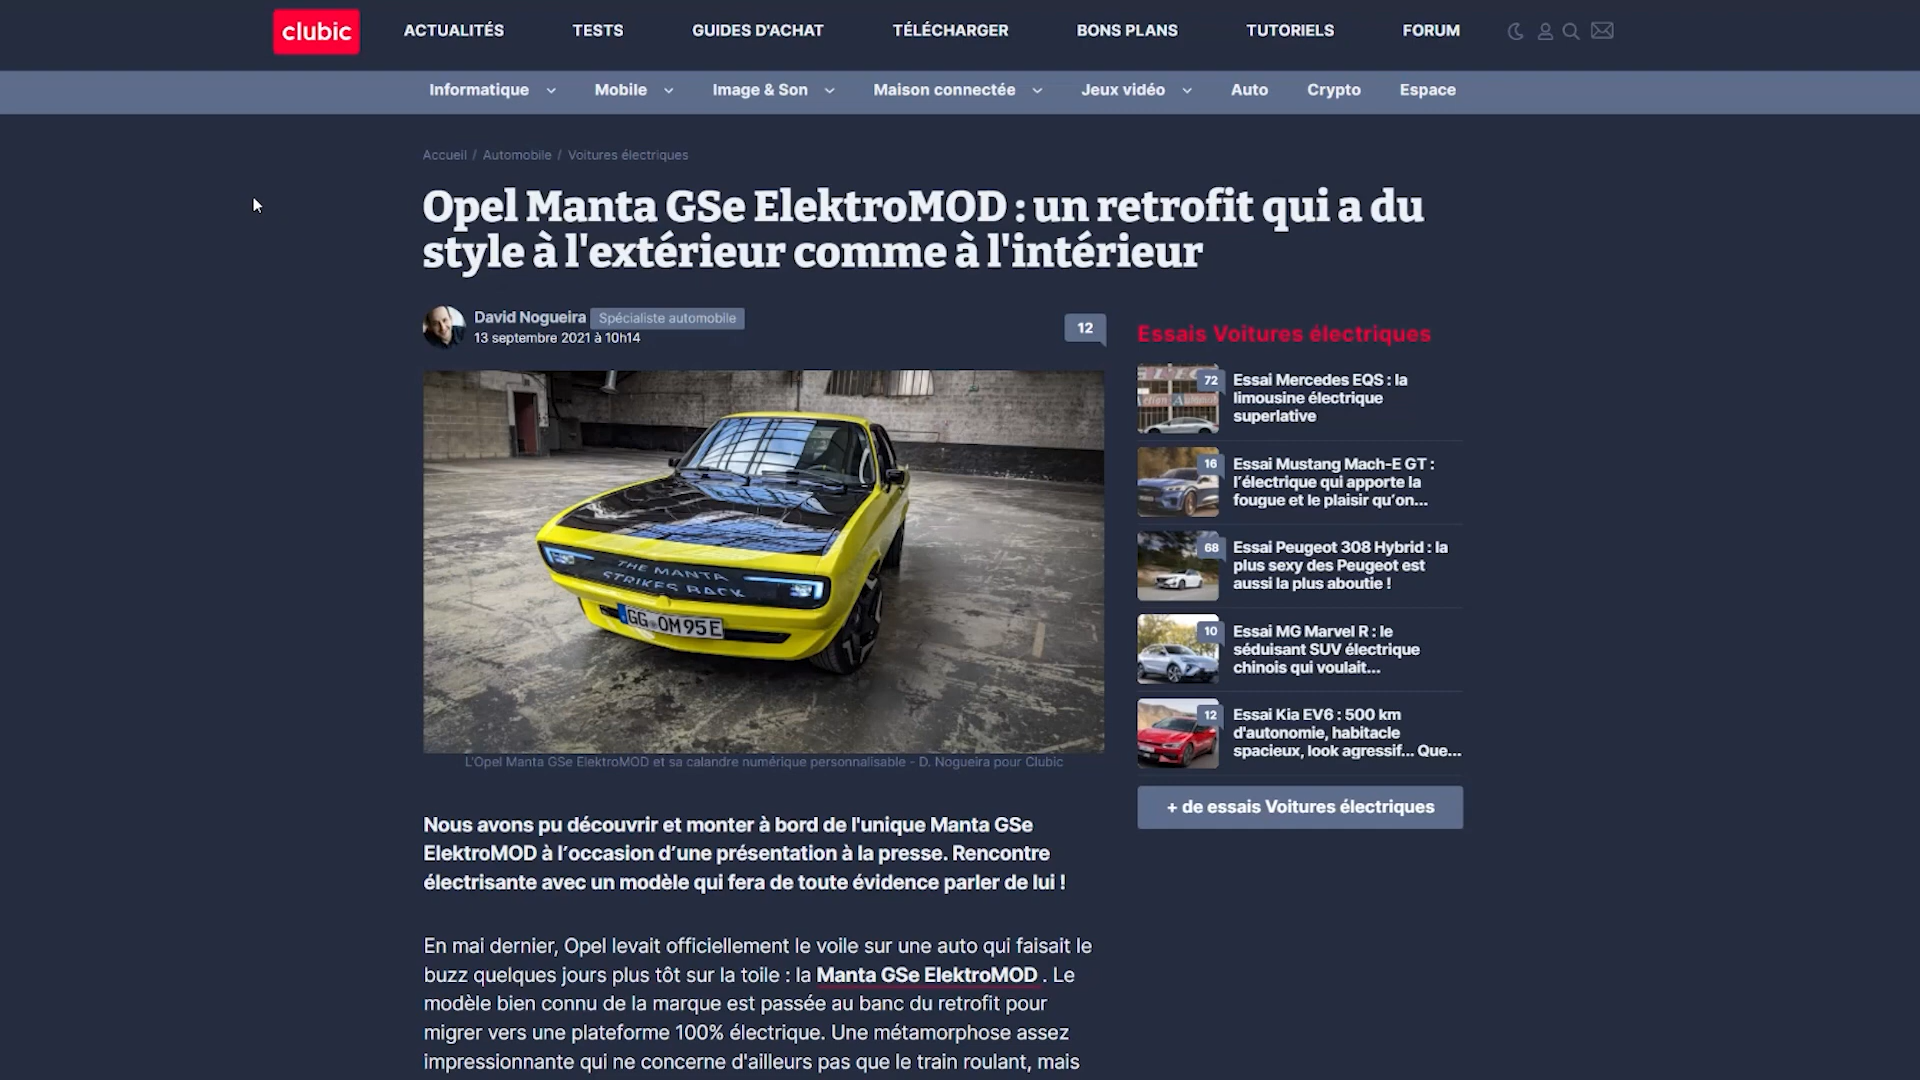 clubic
ACTUALITÉS TESTS GUIDES D'ACHAT TÉLÉCHARGER BONS PLANS TUTORIELS FORUM
Informatique Mobile Image & Son Maison connectée Jeux vidéo Auto Crypto Espace
Accueil / Automobile / Voitures électriques
Opel Manta GSe ElektroMOD : un retrofit qui a du
style à l'extérieur comme à l'intérieur
David Nogueira Spécialiste automobile
13 septembre 2021 à 10h14
12
THE MANTA
STRIKES BACK
GG OM95E
L'Opel Manta GSe ElektroMOD et sa calandre numérique personnalisable - D. Nogueira pour Clubic
Nous avons pu découvrir et monter à bord de l'unique Manta GSe
ElektroMOD à l’occasion d’une présentation à la presse. Rencontre
électrisante avec un modèle qui fera de toute évidence parler de lui !
En mai dernier, Opel levait officiellement le voile sur une auto qui faisait le
buzz quelques jours plus tôt sur la toile : la Manta GSe ElektroMOD . Le
modèle bien connu de la marque est passée au banc du retrofit pour
migrer vers une plateforme 100% électrique. Une métamorphose assez
impressionnante qui ne concerne d'ailleurs pas que le train roulant, mais
Essais Voitures électriques
72
Essai Mercedes EQS : la
limousine électrique
superlative
16
Essai Mustang Mach-E GT :
l’électrique qui apporte la
fougue et le plaisir qu’on...
68
Essai Peugeot 308 Hybrid : la
plus sexy des Peugeot est
aussi la plus aboutie !
10
Essai MG Marvel R : le
séduisant SUV électrique
chinois qui voulait...
12
Essai Kia EV6 : 500 km
d'autonomie, habitacle
spacieux, look agressif... Que...
+ de essais Voitures électriques